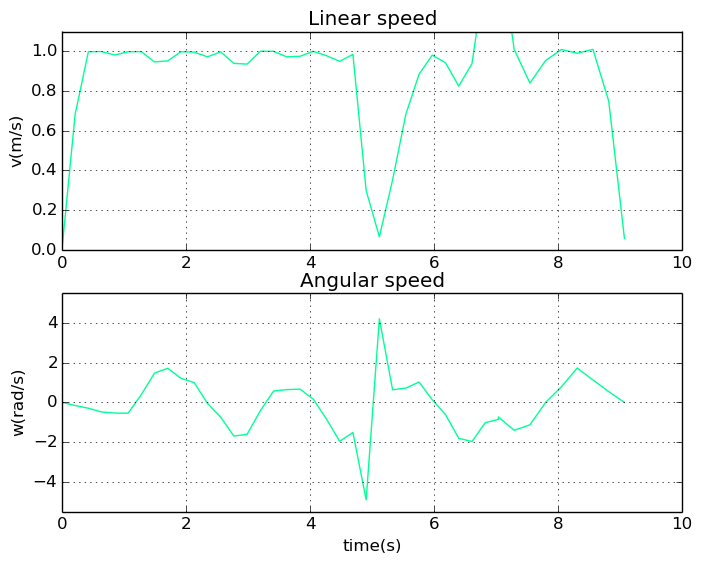 Linear speed
1.0
0.8
0.6
0.4
0.2
0.0
v(m/s)
0 2 4 6 8 10
Angular speed
4
2
0
−2
−4
w(rad/s)
0 2 4 6 8 10
time(s)